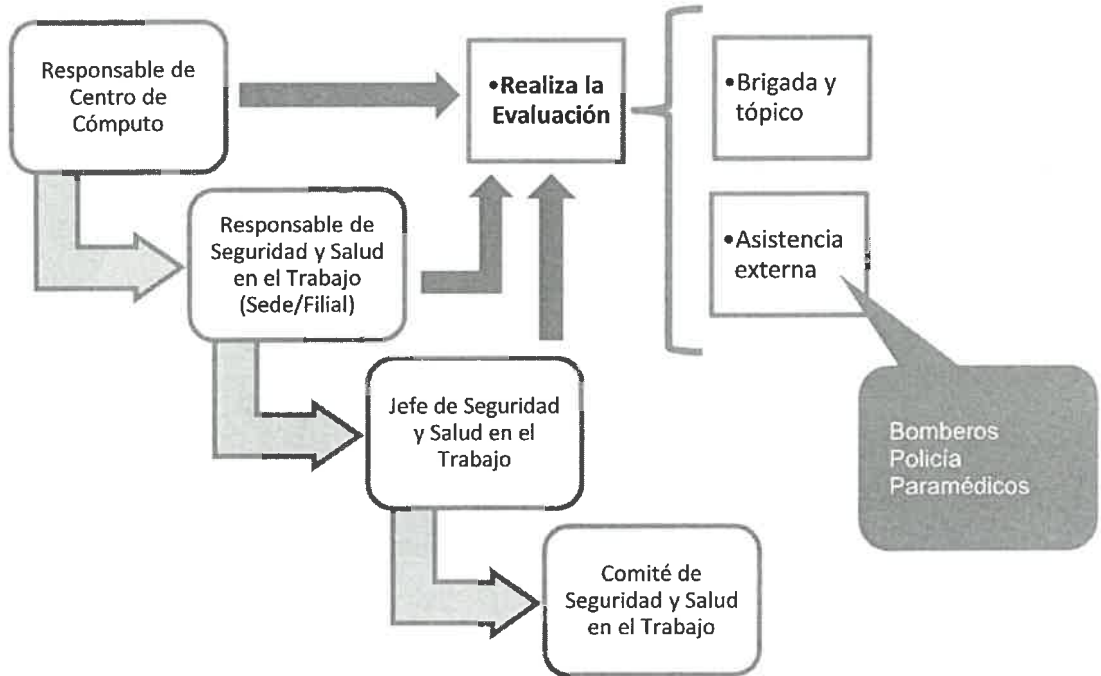 Responsable de
Centro de
Cómputo
•Realiza la
Evaluación
•Brigada y
tópico
Responsable de
Seguridad y Salud
en el Trabajo
(Sede/Filial)
•Asistencia
externa
Jefe de Seguridad
y Salud en el
Trabajo
Bomberos
Policía
Paramédicos
Comité de
Seguridad y Salud
en el Trabajo